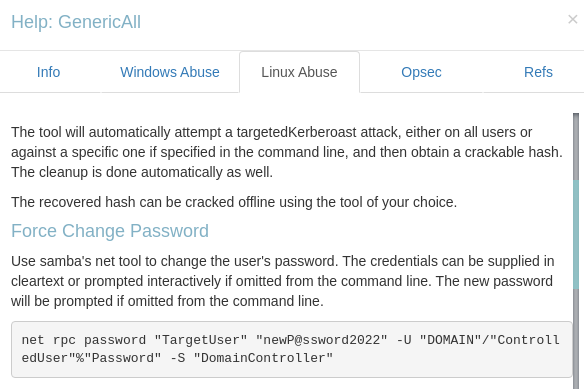 Help: GenericAll
×
Info
Windows Abuse
Linux Abuse
Opsec
Refs
The tool will automatically attempt a targetedKerberoast attack, either on all users or
against a specific one if specified in the command line, and then obtain a crackable hash.
The cleanup is done automatically as well.
The recovered hash can be cracked offline using the tool of your choice.
Force Change Password
Use samba's net tool to change the user's password. The credentials can be supplied in
cleartext or prompted interactively if omitted from the command line. The new password
will be prompted if omitted from the command line.
net rpc password "TargetUser" "newP@ssword2022" -U "DOMAIN"/"Controll
edUser"%"Password" -S "DomainController"